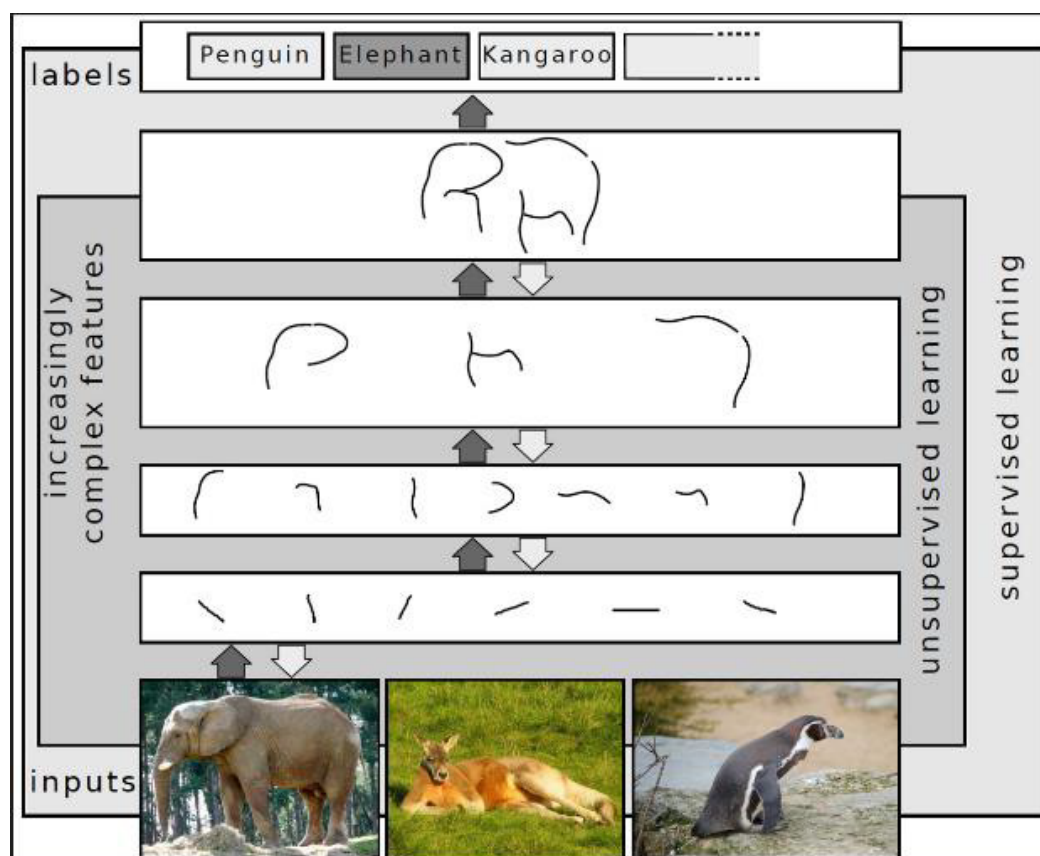 labels
Penguin
Elephant
Kangaroo
increasingly
complex features
unsupervised learning
supervised learning
inputs